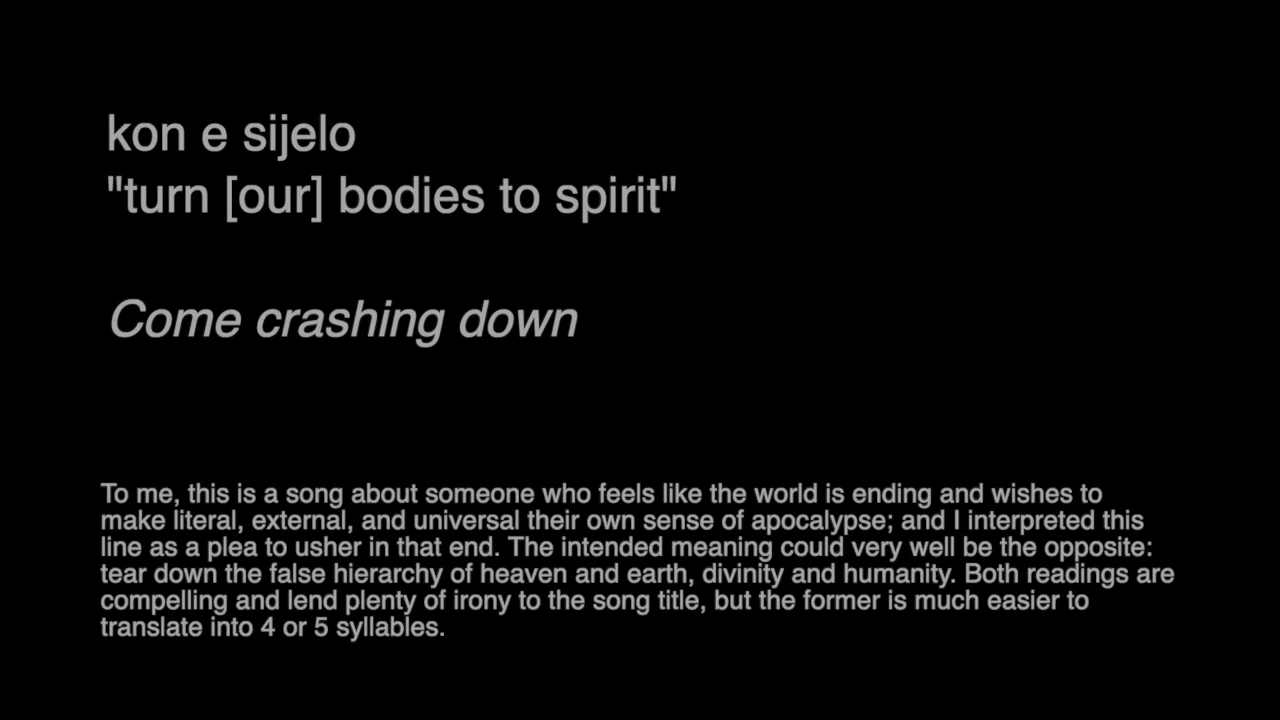 kon e sijelo
"turn [our] bodies to spirit"
Come crashing down
To me, this is a song about someone who feels like the world is ending and wishes to
make literal, external, and universal their own sense of apocalypse; and I interpreted this
line as a plea to usher in that end. The intended meaning could very well be the opposite:
tear down the false hierarchy of heaven and earth, divinity and humanity. Both readings are
compelling and lend plenty of irony to the song title, but the former is much easier to
translate into 4 or 5 syllables.